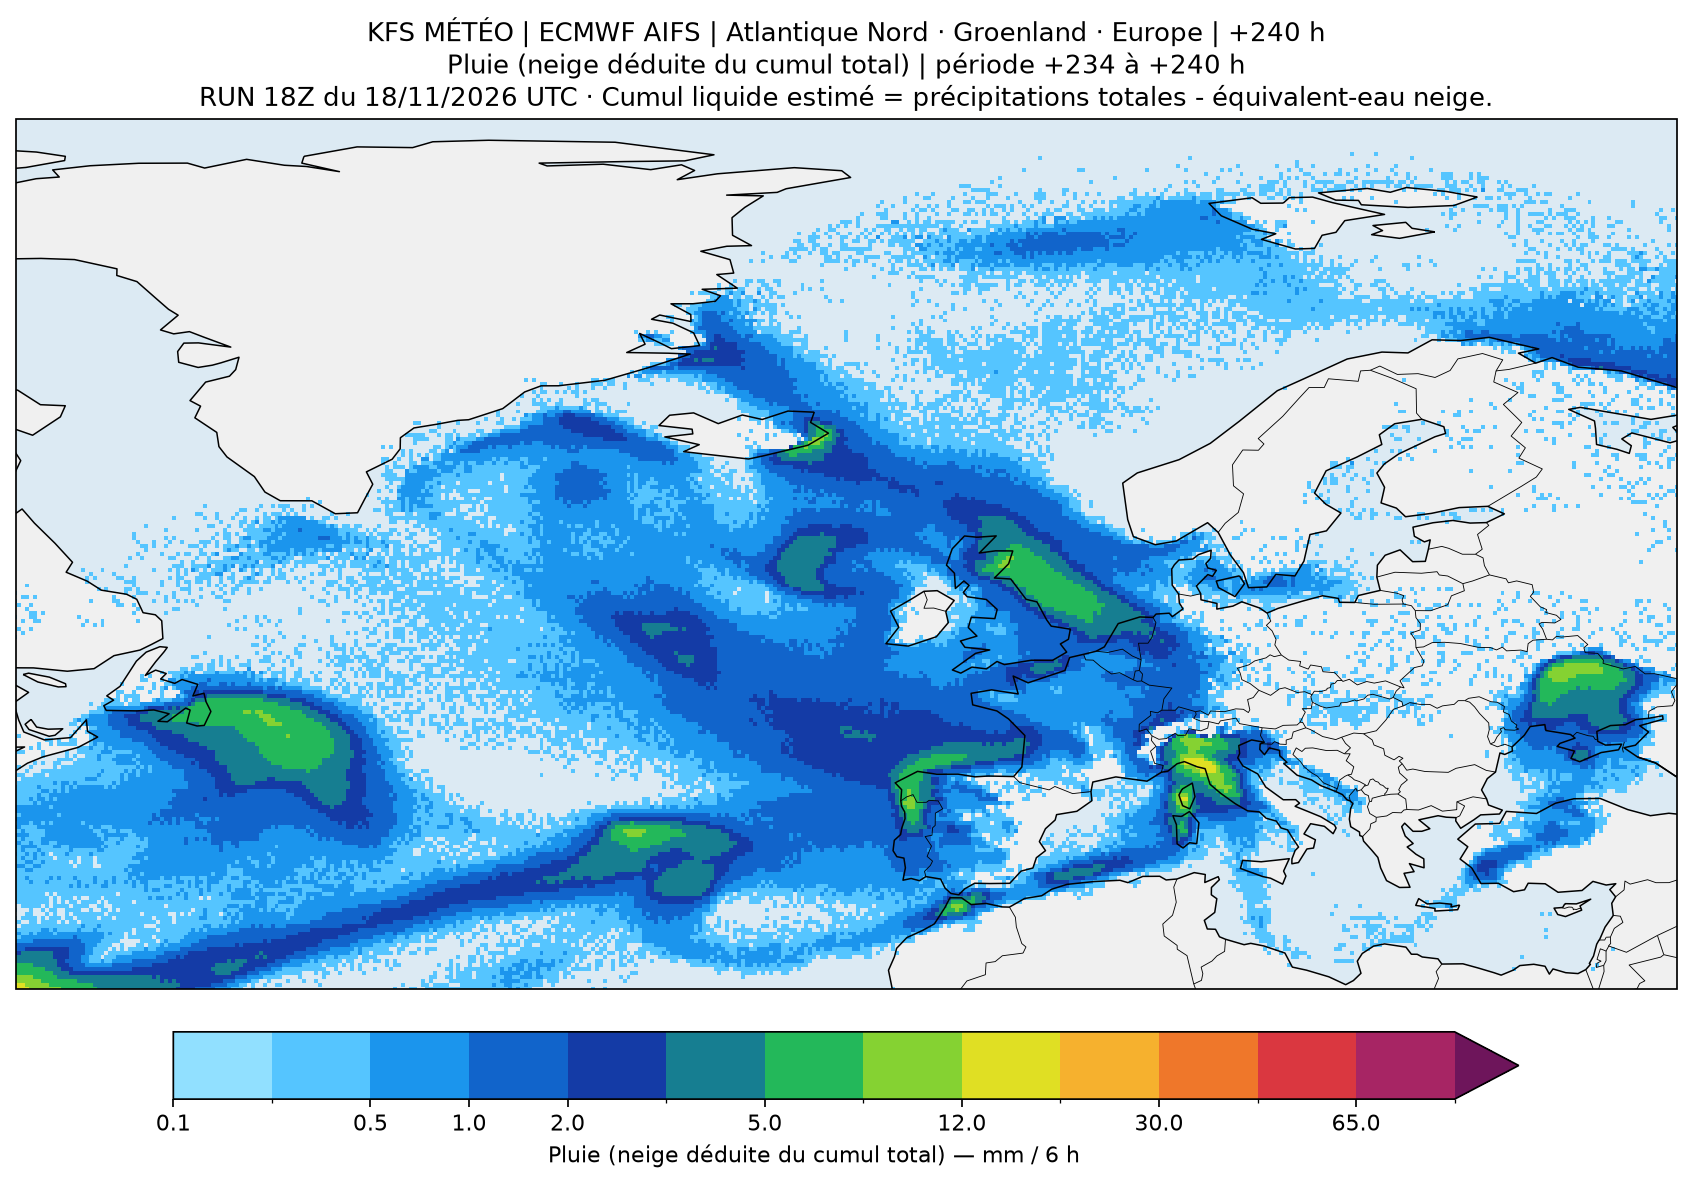 KFS MÉTÉO | ECMWF AIFS | Atlantique Nord · Groenland · Europe | +240 h
Pluie (neige déduite du cumul total) | période +234 à +240 h
RUN 18Z du 18/11/2026 UTC · Cumul liquide estimé = précipitations totales - équivalent-eau neige.
0.1 0.5 1.0 2.0 5.0 12.0 30.0 65.0
Pluie (neige déduite du cumul total) — mm / 6 h